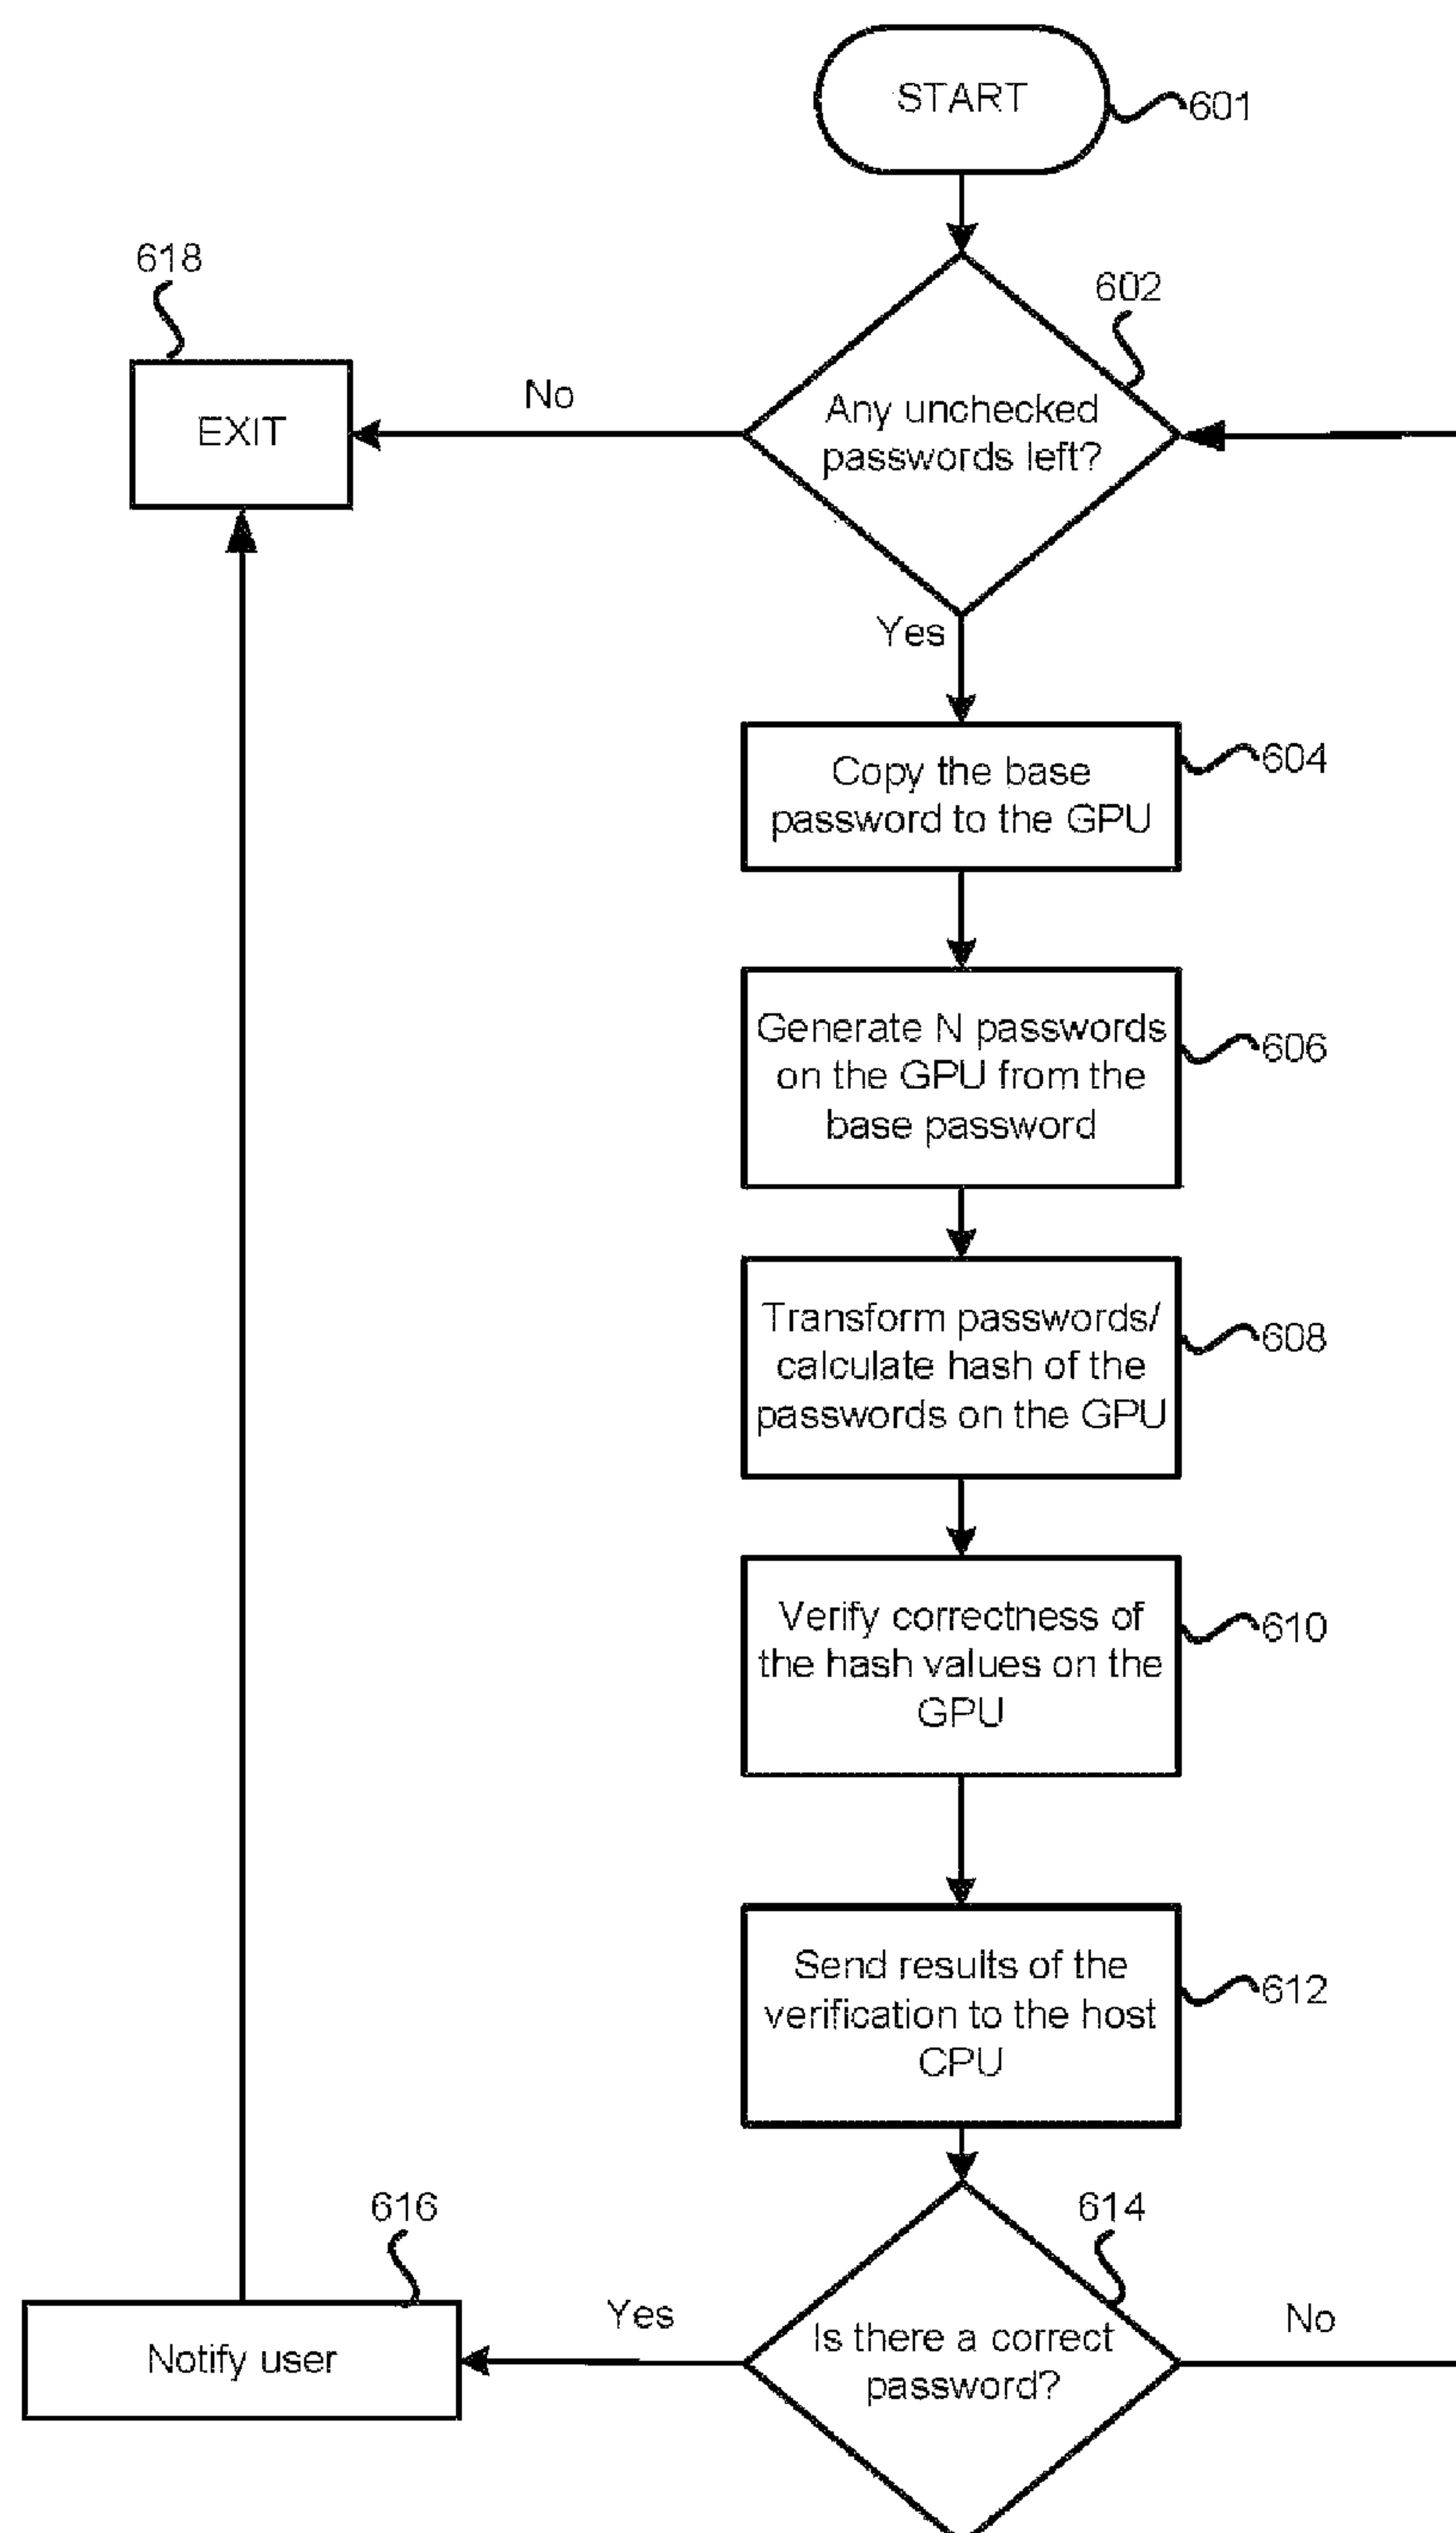 START
601
618
602
EXIT
No
Any unchecked
passwords left?
Yes
Copy the base
password to the GPU
604
Generate N passwords
on the GPU from the
base password
606
Transform passwords/
calculate hash of the
passwords on the GPU
608
Verify correctness of
the hash values on the
GPU
610
Send results of the
verification to the host
CPU
612
616
614
Notify user
Yes
Is there a correct
password?
No